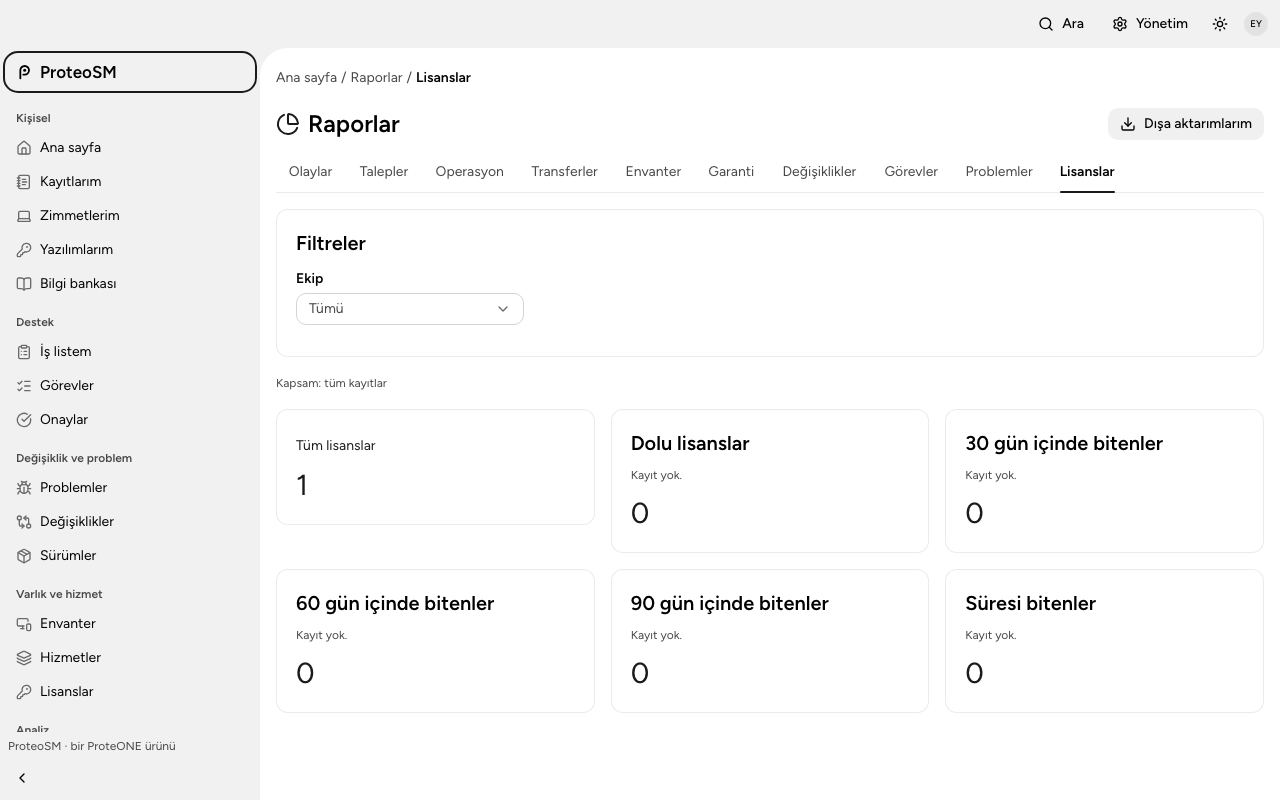 Ara
Yönetim
EY
ProteoSM
Kişisel
Ana sayfa
Kayıtlarım
Zimmetlerim
Yazılımlarım
Bilgi bankası
Destek
İş listem
Görevler
Onaylar
Değişiklik ve problem
Problemler
Değişiklikler
Sürümler
Varlık ve hizmet
Envanter
Hizmetler
Lisanslar
Analiz
ProteoSM · bir ProteONE ürünü
Ana sayfa / Raporlar / Lisanslar
Raporlar
Dışa aktarımlarım
Olaylar Talepler Operasyon Transferler Envanter Garanti Değişiklikler Görevler Problemler Lisanslar
Filtreler
Ekip
Tümü
Kapsam: tüm kayıtlar
Tüm lisanslar
1
Dolu lisanslar
Kayıt yok.
0
30 gün içinde bitenler
Kayıt yok.
0
60 gün içinde bitenler
Kayıt yok.
0
90 gün içinde bitenler
Kayıt yok.
0
Süresi bitenler
Kayıt yok.
0